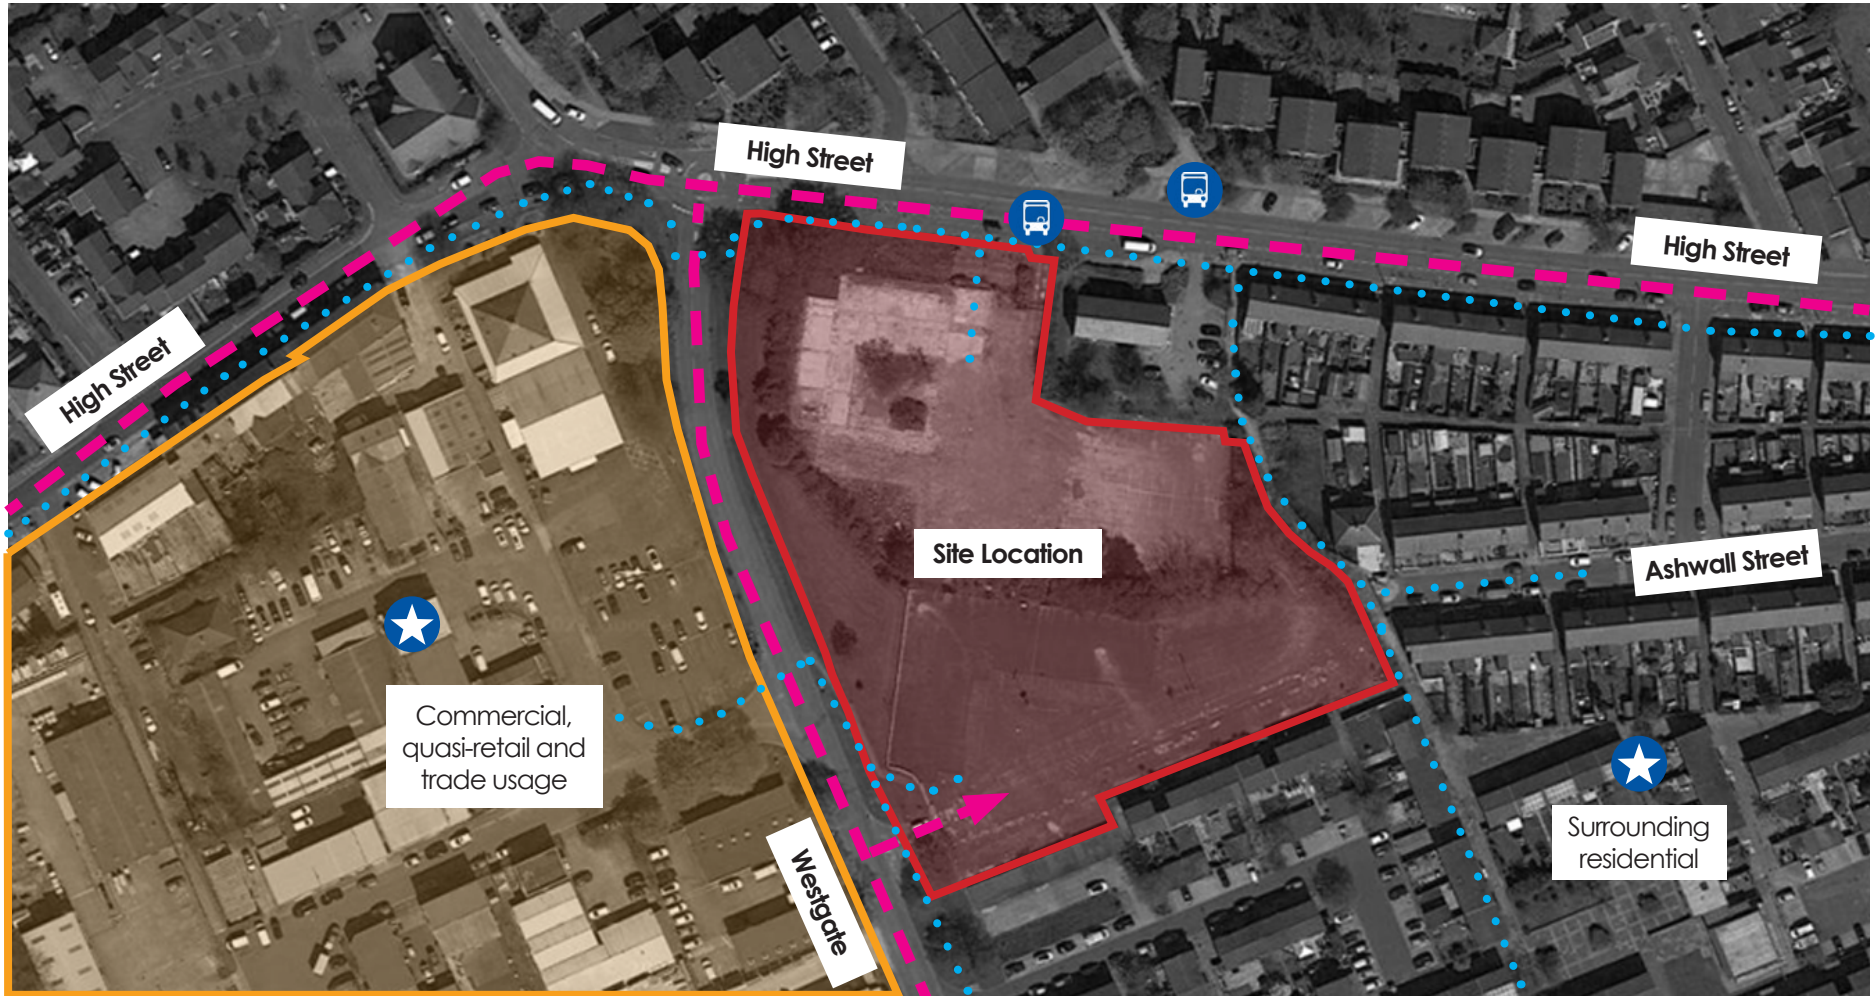 High Street
High Street
High Street
Site Location
Ashwall Street
Commercial,
quasi-retail and
trade usage
Westgate
Surrounding
residential